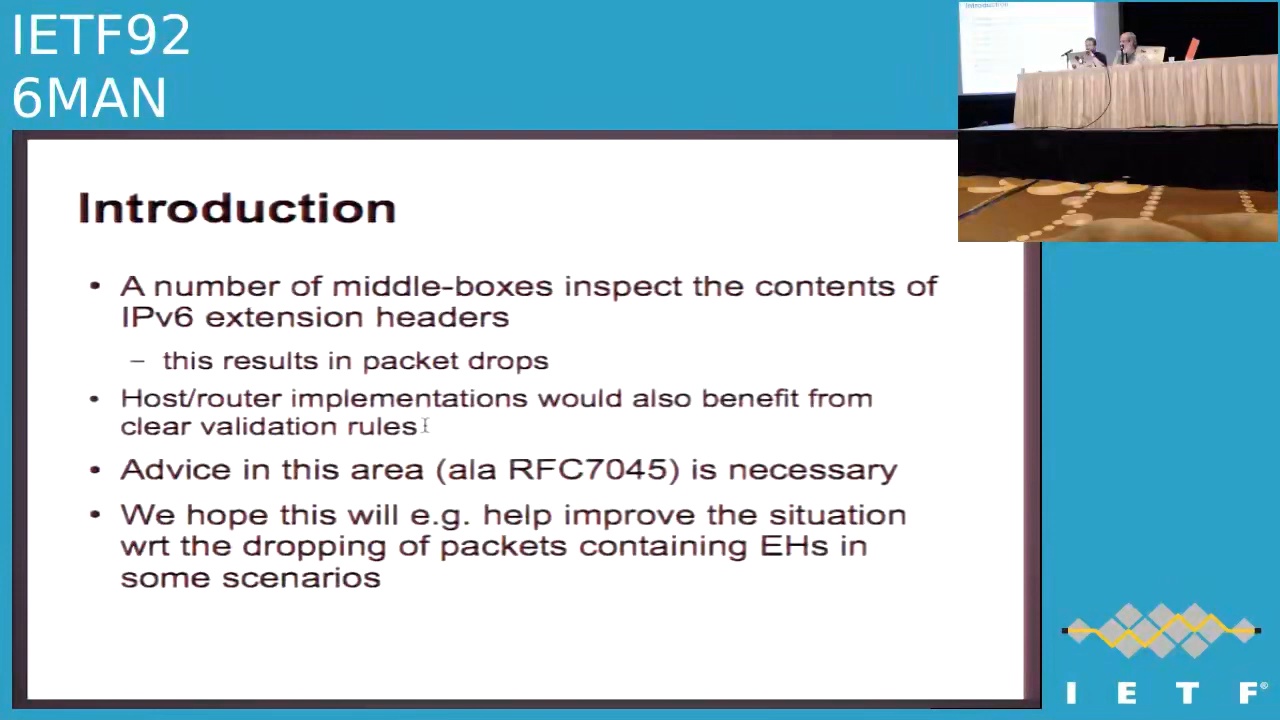 IETF92
6MAN
Introduction
Introduction
• A number of middle-boxes inspect the contents of
IPv6 extension headers
– this results in packet drops
• Host/router implementations would also benefit from
clear validation rules
• Advice in this area (ala RFC7045) is necessary
• We hope this will e.g. help improve the situation
wrt the dropping of packets containing EHs in
some scenarios
I E T F®